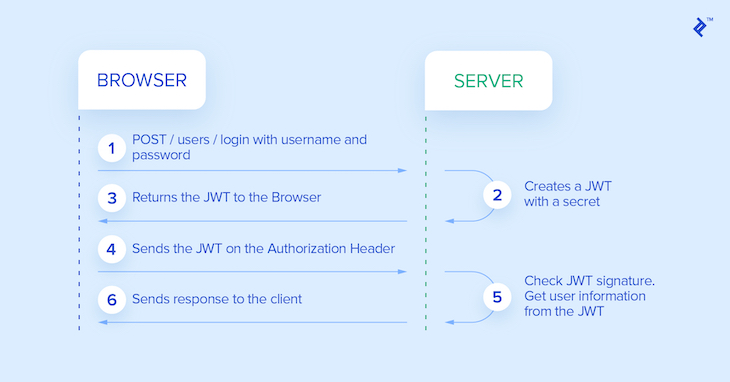 TM
BROWSER
SERVER
1
POST / users / login with username and
password
2
Creates a JWT
with a secret
3
Returns the JWT to the Browser
4
Sends the JWT on the Authorization Header
5
Check JWT signature.
Get user information
from the JWT
6
Sends response to the client